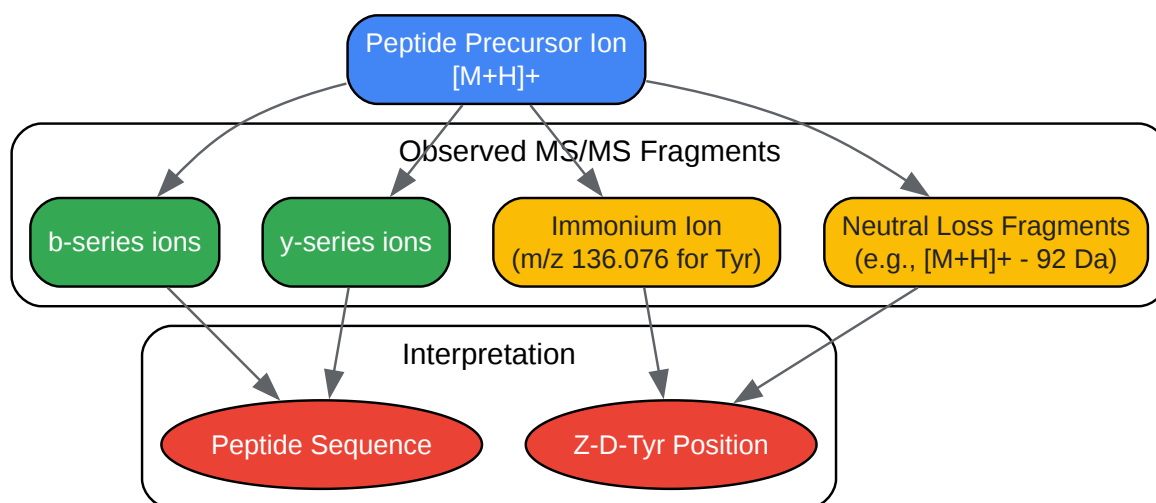 Peptide Precursor Ion
[M+H]+
Observed MS/MS Fragments
b-series ions
y-series ions
Immonium Ion
(m/z 136.076 for Tyr)
Neutral Loss Fragments
(e.g., [M+H]+ - 92 Da)
Interpretation
Peptide Sequence
Z-D-Tyr Position